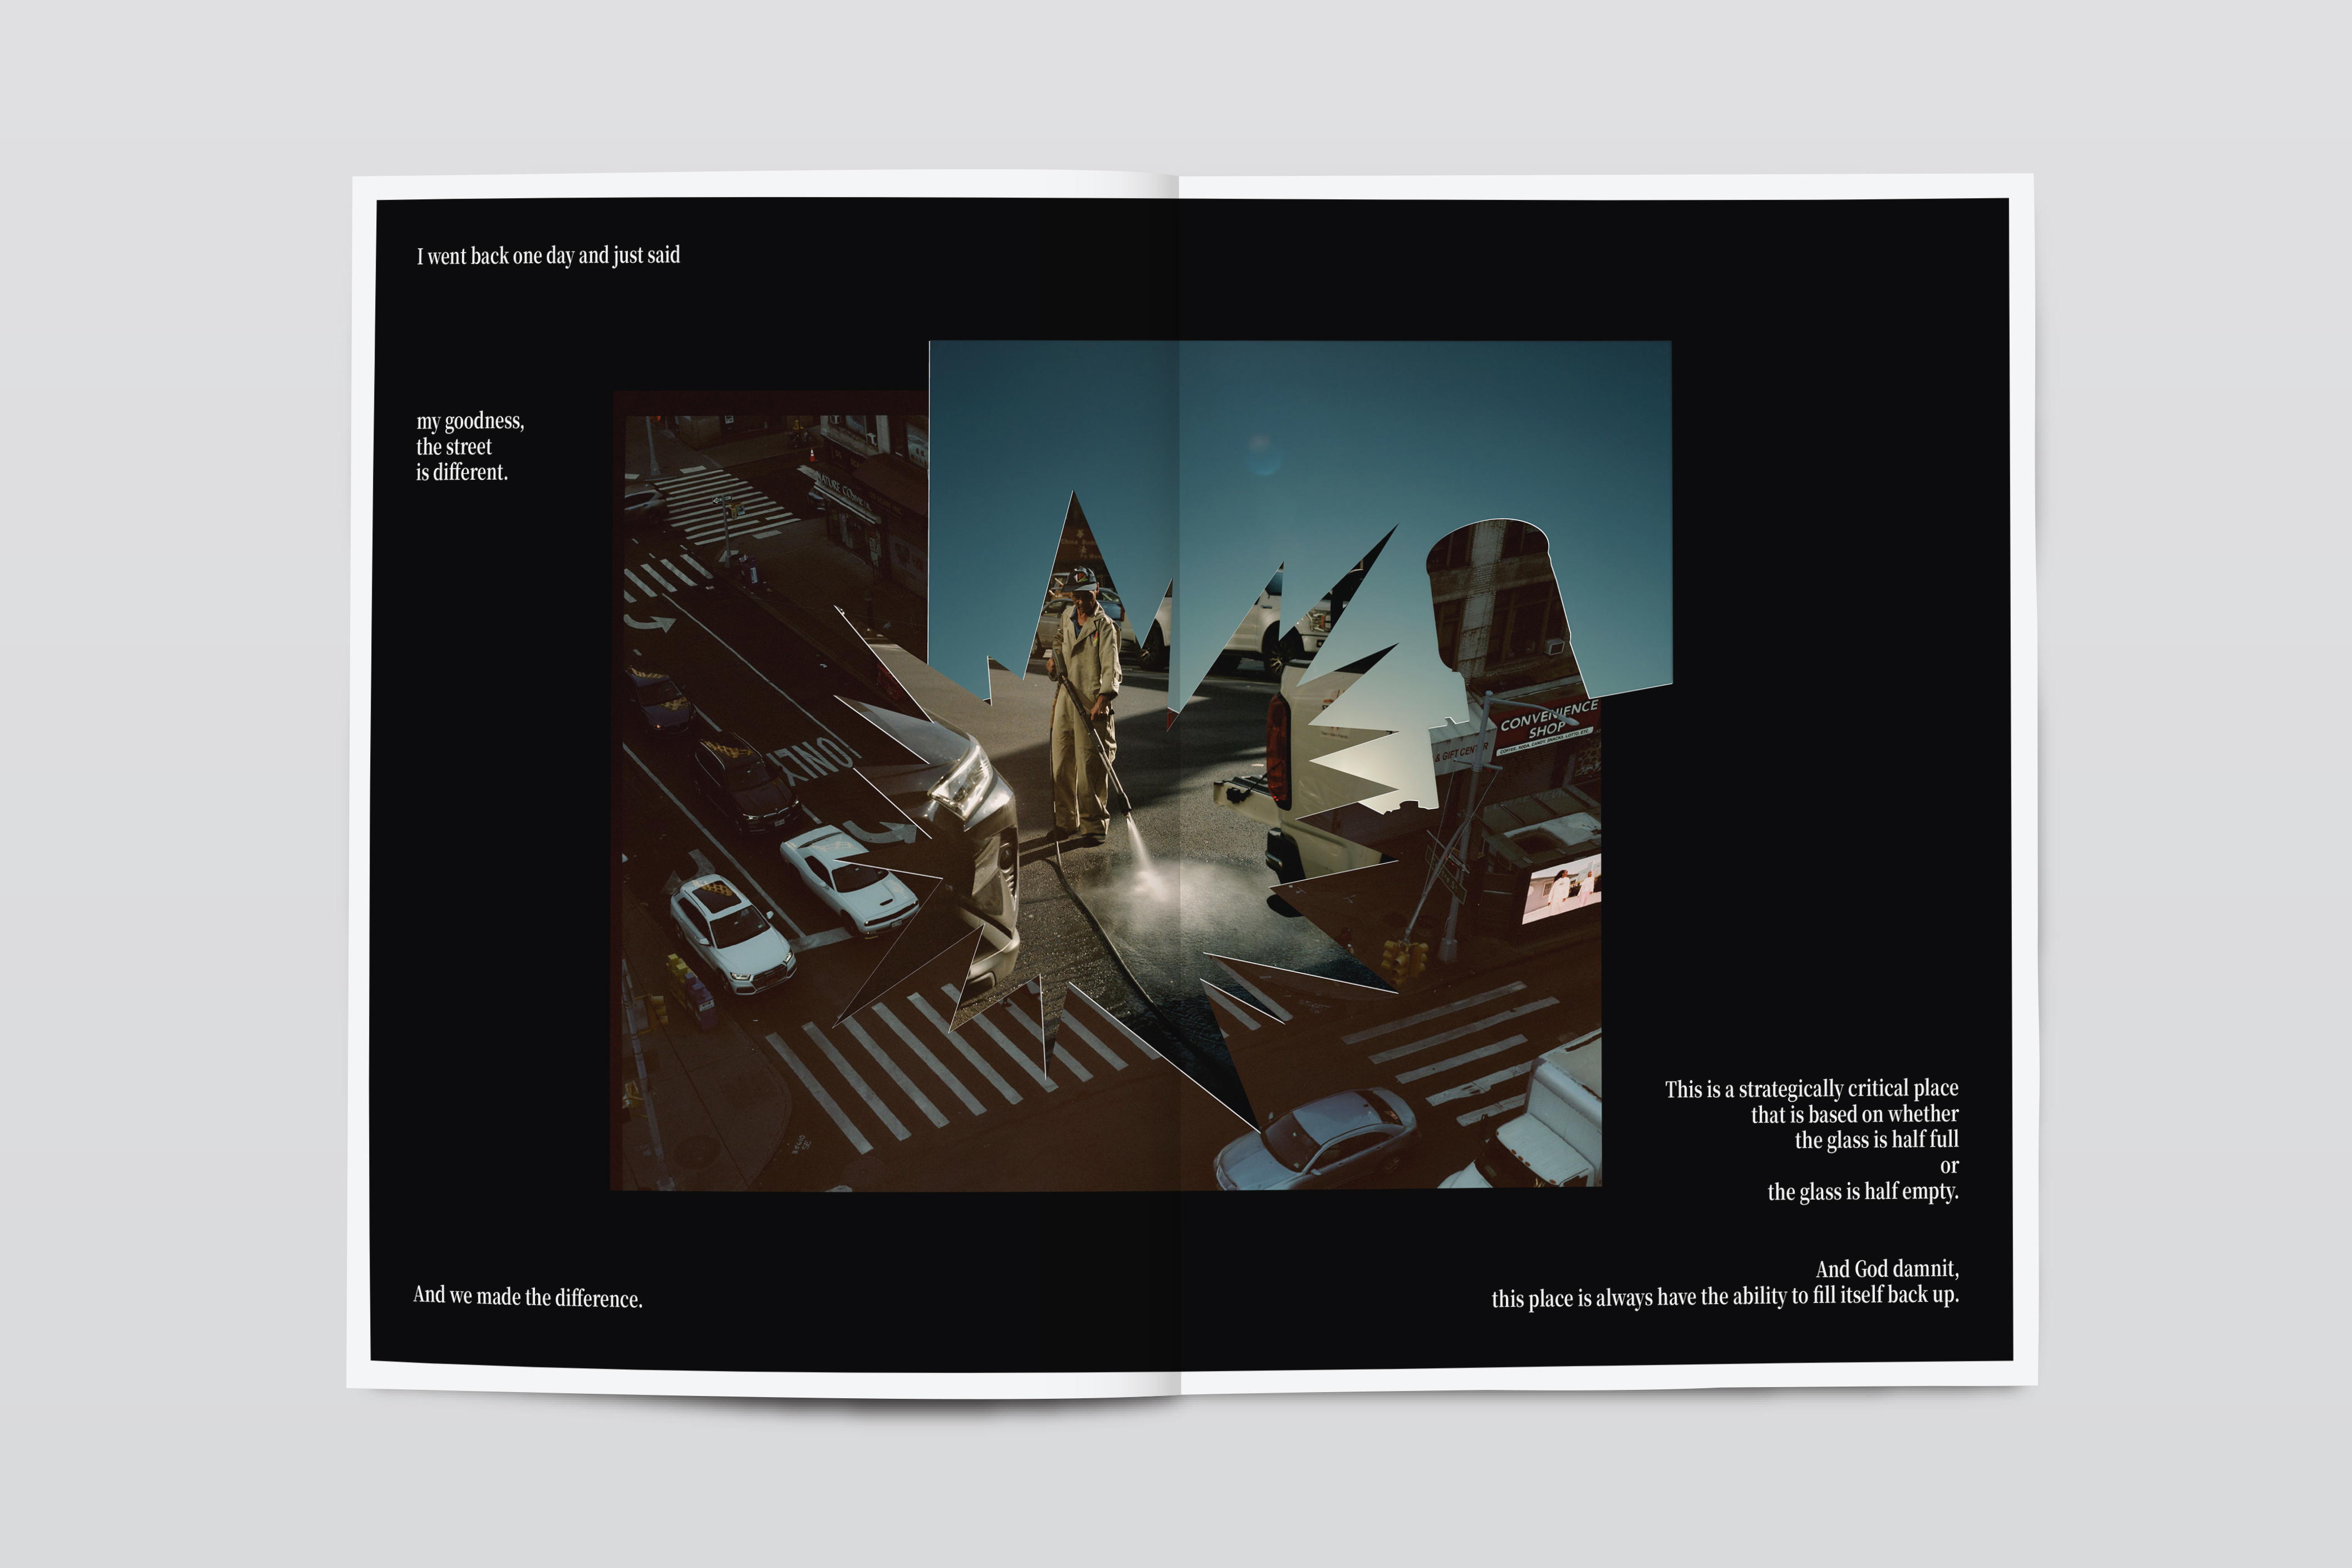 I went back one day and just said
my goodness,
the street
is different.
ONLY
CONVENIENCE
SHOP
& GIFT CENTER
This is a strategically critical place
that is based on whether
the glass is half full
or
the glass is half empty.
And we made the difference.
And God damnit,
this place is always have the ability to fill itself back up.